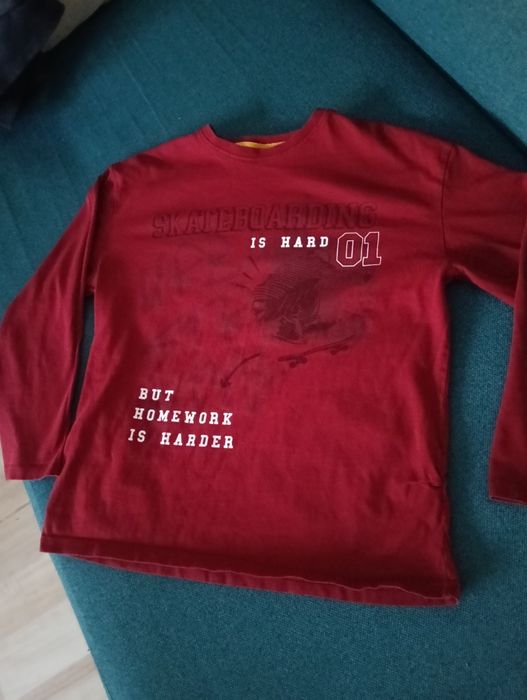 SKATEBOARDING
IS HARD 01
BUT
HOMEWORK
IS HARDER